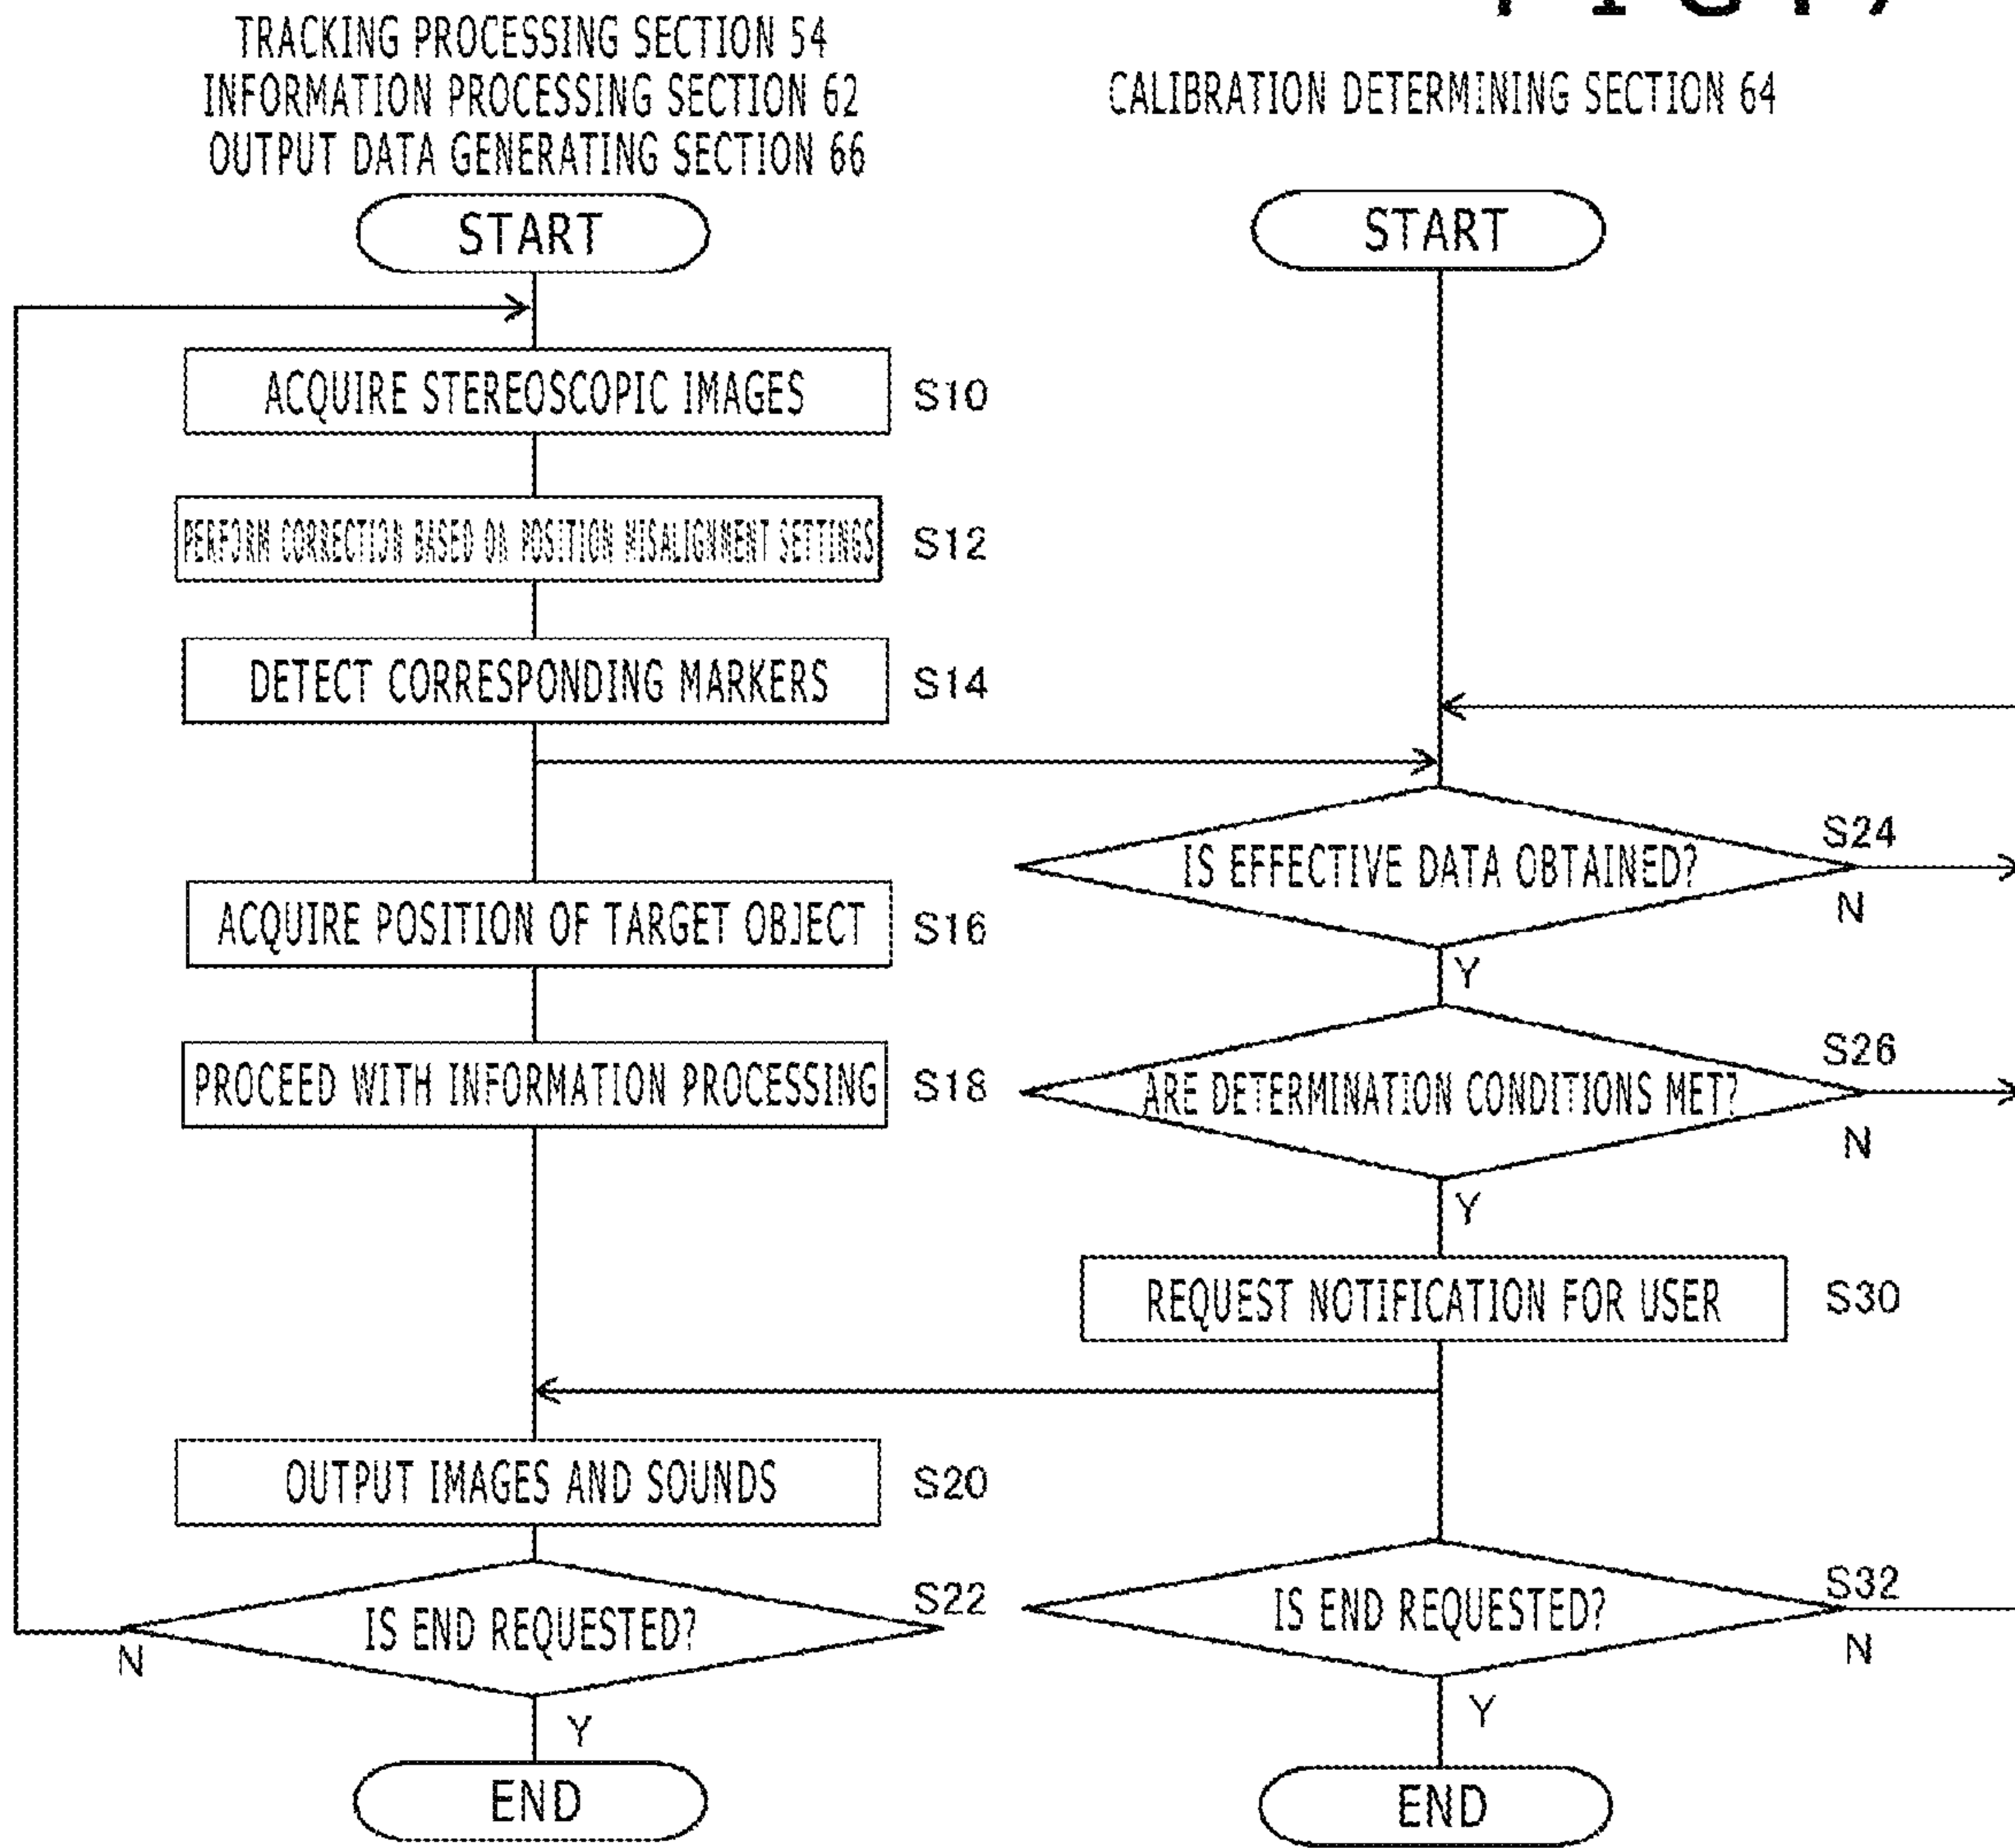 TRACKING PROCESSING SECTION 54
INFORMATION PROCESSING SECTION 62
OUTPUT DATA GENERATING SECTION 66
START
ACQUIRE STEREOSCOPIC IMAGES
S10
PERFORM CORRECTION BASED ON POSITION MISALIGNMENT SETTINGS
S12
DETECT CORRESPONDING MARKERS
S14
ACQUIRE POSITION OF TARGET OBJECT
S16
PROCEED WITH INFORMATION PROCESSING
S18
OUTPUT IMAGES AND SOUNDS
S20
IS END REQUESTED?
S22
N
Y
END
CALIBRATION DETERMINING SECTION 64
START
IS EFFECTIVE DATA OBTAINED?
S24
N
Y
ARE DETERMINATION CONDITIONS MET?
S26
N
Y
REQUEST NOTIFICATION FOR USER
S30
IS END REQUESTED?
S32
N
Y
END